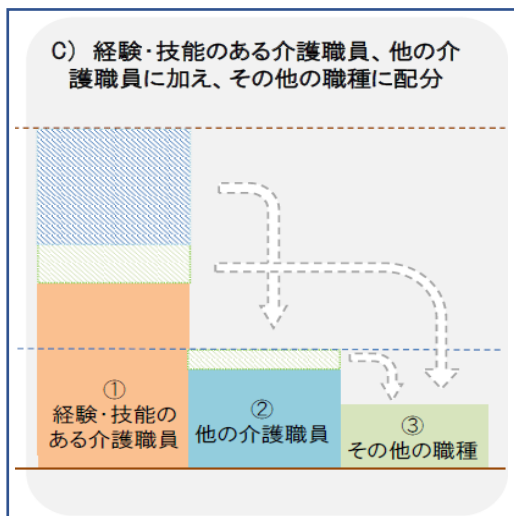 C) 経験・技能のある介護職員、他の介
護職員に加え、その他の職種に配分
①
経験・技能の
ある介護職員
②
他の介護職員
③
その他の職種